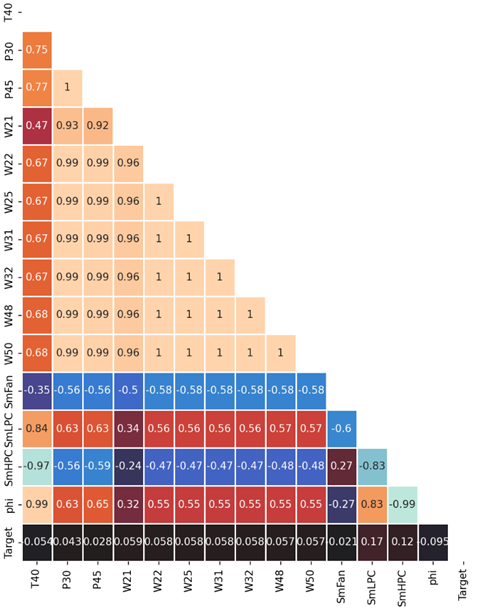 T40
P30 0.75
P45 0.77 1
W21 0.47 0.93 0.92
W22 0.67 0.99 0.99 0.96
W25 0.67 0.99 0.99 0.96 1
W31 0.67 0.99 0.99 0.96 1 1
W32 0.67 0.99 0.99 0.96 1 1 1
W48 0.68 0.99 0.99 0.96 1 1 1 1
W50 0.68 0.99 0.99 0.96 1 1 1 1 1
SmFan -0.35 -0.56 -0.56 -0.5 -0.58 -0.58 -0.58 -0.58 -0.58 -0.58
SmLPC 0.84 0.63 0.63 0.34 0.56 0.56 0.56 0.56 0.57 0.57 -0.6
SmHPC -0.97 -0.56 -0.59 -0.24 -0.47 -0.47 -0.47 -0.47 -0.48 -0.48 0.27 -0.83
phi 0.99 0.63 0.65 0.32 0.55 0.55 0.55 0.55 0.55 0.55 -0.27 0.83 -0.99
Target -0.054 0.043 0.028 0.059 0.058 0.058 0.058 0.058 0.057 0.057 -0.021 0.17 0.12 -0.095
T40 P30 P45 W21 W22 W25 W31 W32 W48 W50 SmFan SmLPC SmHPC phi Target